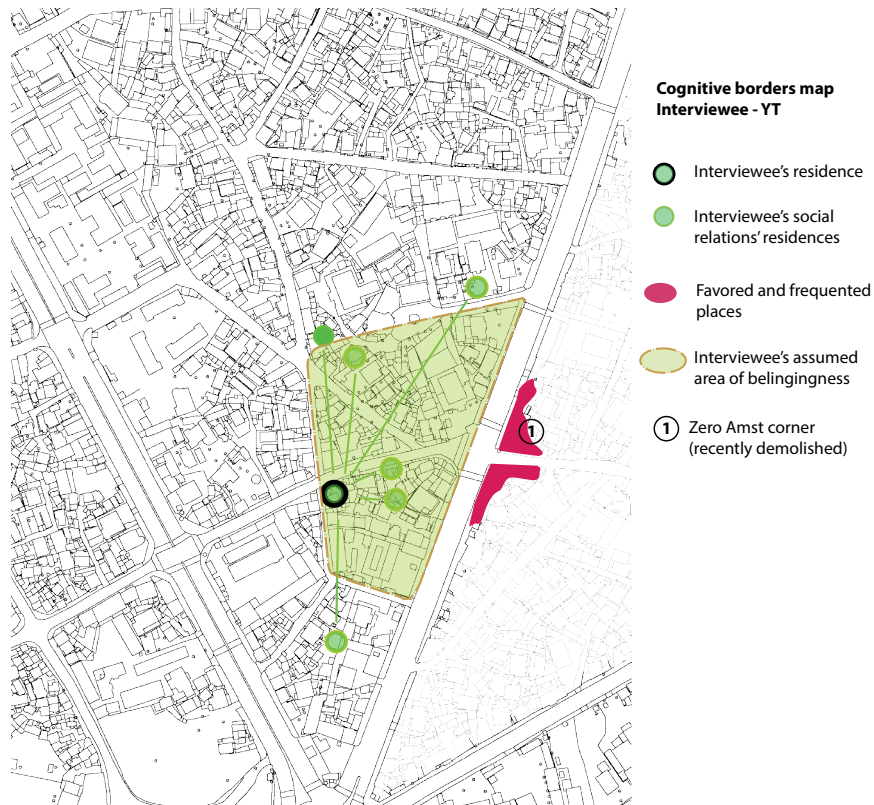 Cognitive borders map
Interviewee - YT
Interviewee's residence
Interviewee's social
relations' residences
Favored and frequented
places
Interviewee's assumed
area of belingingness
1 Zero Amst corner
(recently demolished)
1